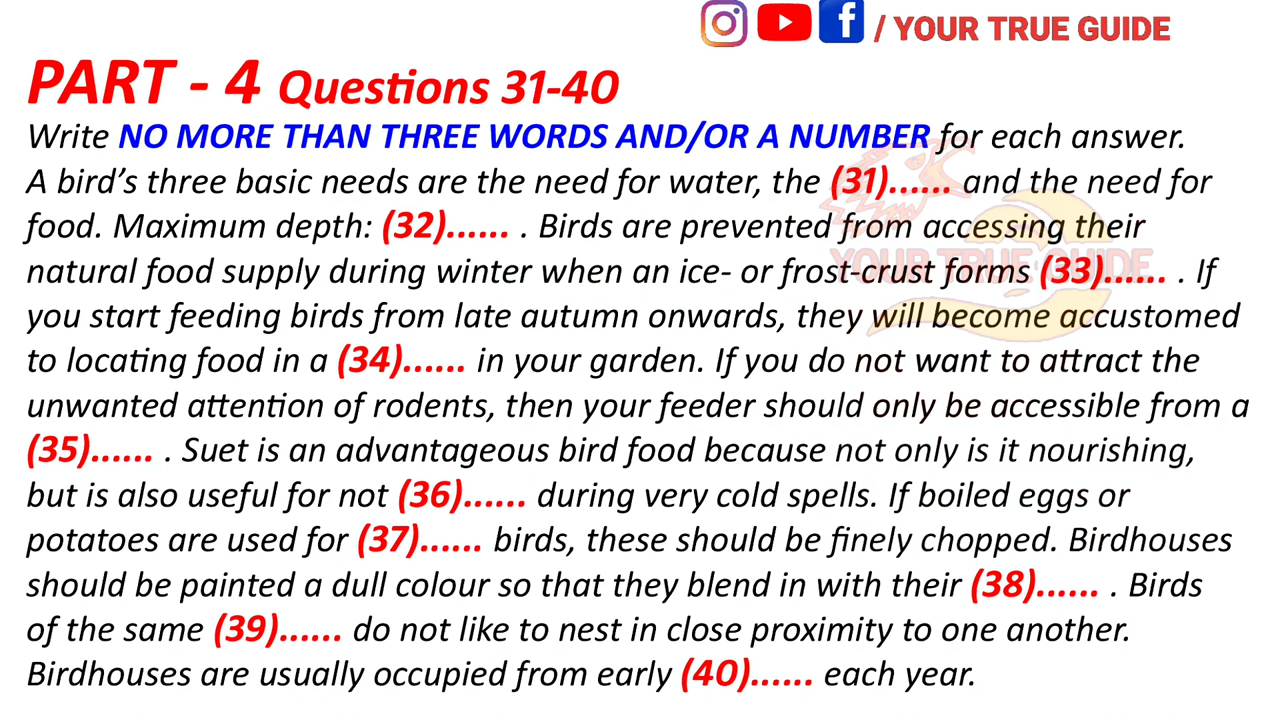 / YOUR TRUE GUIDE
PART - 4 Questions 31-40
Write NO MORE THAN THREE WORDS AND/OR A NUMBER for each answer.
A bird's three basic needs are the need for water, the (31)...... and the need for
food. Maximum depth: (32)...... . Birds are prevented from accessing their
natural food supply during winter when an ice- or frost-crust forms (33)...... . If
you start feeding birds from late autumn onwards, they will become accustomed
to locating food in a (34)...... in your garden. If you do not want to attract the
unwanted attention of rodents, then your feeder should only be accessible from a
(35)...... . Suet is an advantageous bird food because not only is it nourishing,
but is also useful for not (36)...... during very cold spells. If boiled eggs or
potatoes are used for (37)...... birds, these should be finely chopped. Birdhouses
should be painted a dull colour so that they blend in with their (38)...... . Birds
of the same (39)...... do not like to nest in close proximity to one another.
Birdhouses are usually occupied from early (40)...... each year.
YOUR TRUE GUIDE